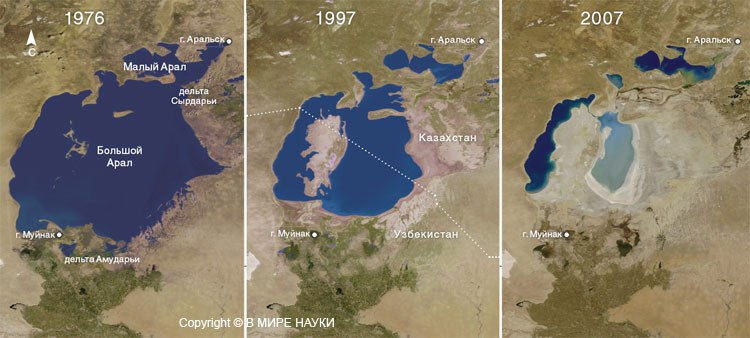 1976
С
г. Аральск
Малый Арал
дельта
Сырдарьи
Большой
Арал
г. Муйнак
дельта Амударьи
1997
г. Аральск
Казахстан
г. Муйнак
Узбекистан
2007
г. Аральск
г. Муйнак
Copyright © В МИРЕ НАУКИ